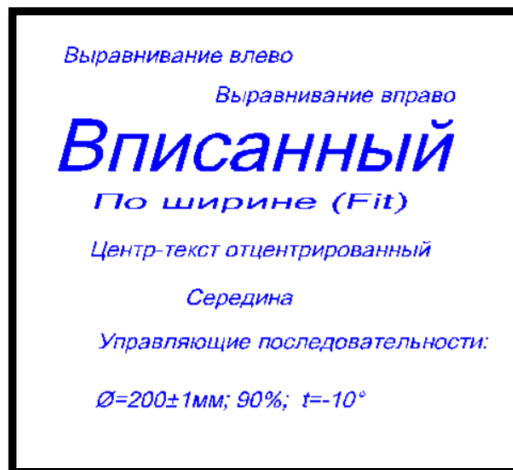 Выравнивание влево
Выравнивание вправо
Вписанный
По ширине (Fit)
Центр-текст отцентрированный
Середина
Управляющие последовательности:
Ø=200±1мм; 90%; t=-10°